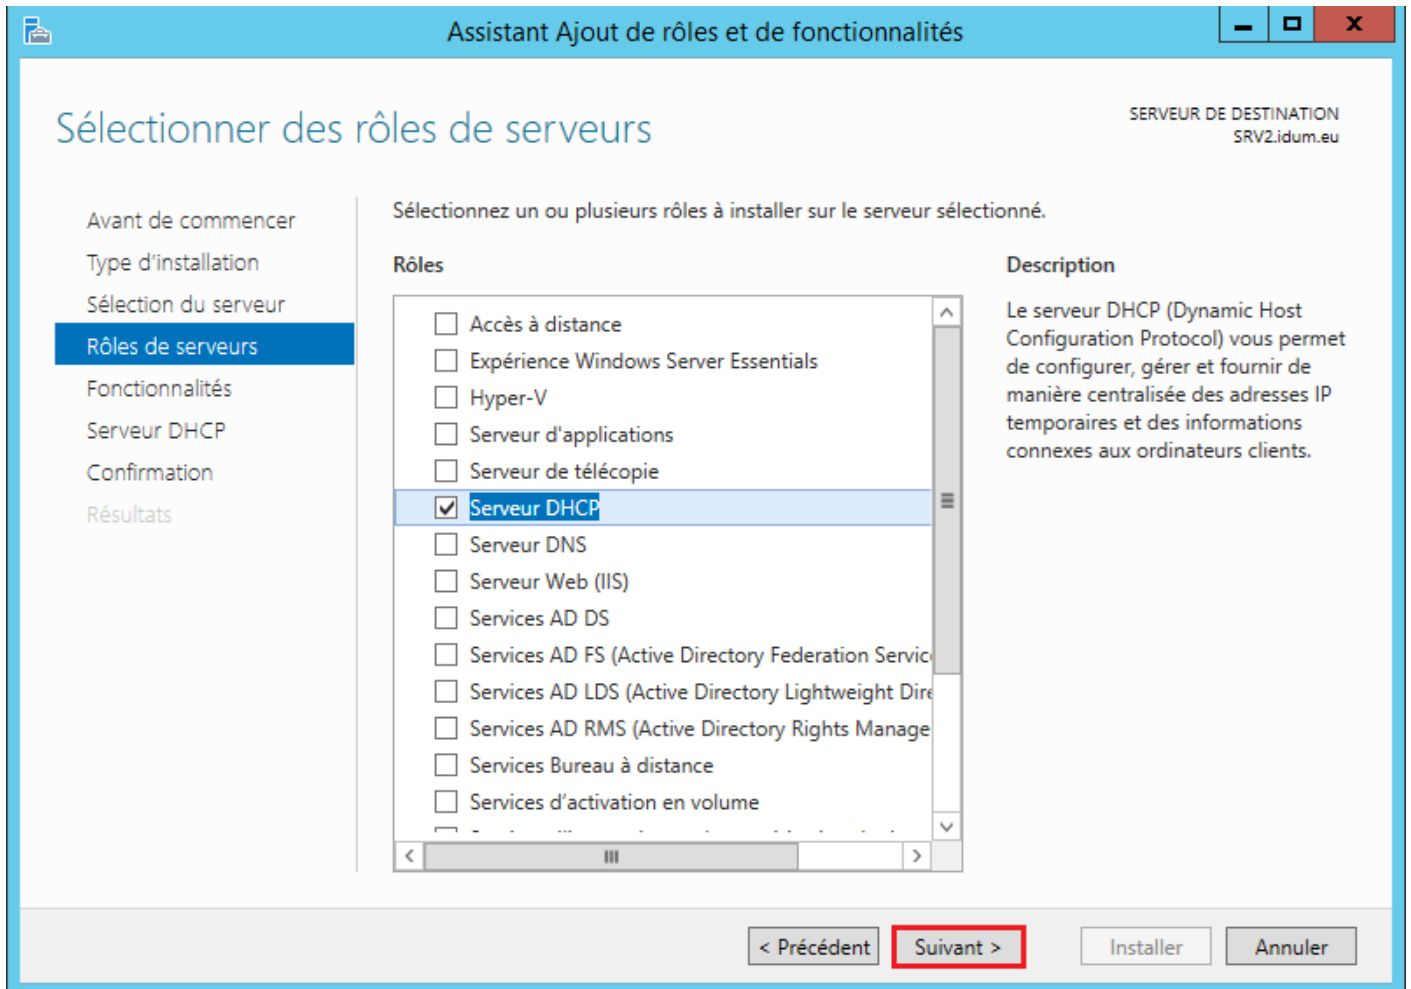 Assistant Ajout de rôles et de fonctionnalités
Sélectionner des rôles de serveurs
SERVEUR DE DESTINATION
SRV2.idum.eu
Avant de commencer
Type d'installation
Sélection du serveur
Rôles de serveurs
Fonctionnalités
Serveur DHCP
Confirmation
Résultats
Sélectionnez un ou plusieurs rôles à installer sur le serveur sélectionné.
Rôles
Accès à distance
Expérience Windows Server Essentials
Hyper-V
Serveur d'applications
Serveur de télécopie
Serveur DHCP
Serveur DNS
Serveur Web (IIS)
Services AD DS
Services AD FS (Active Directory Federation Servic
Services AD LDS (Active Directory Lightweight Dire
Services AD RMS (Active Directory Rights Manage
Services Bureau à distance
Services d’activation en volume
Description
Le serveur DHCP (Dynamic Host
Configuration Protocol) vous permet
de configurer, gérer et fournir de
manière centralisée des adresses IP
temporaires et des informations
connexes aux ordinateurs clients.
< Précédent
Suivant >
Installer
Annuler